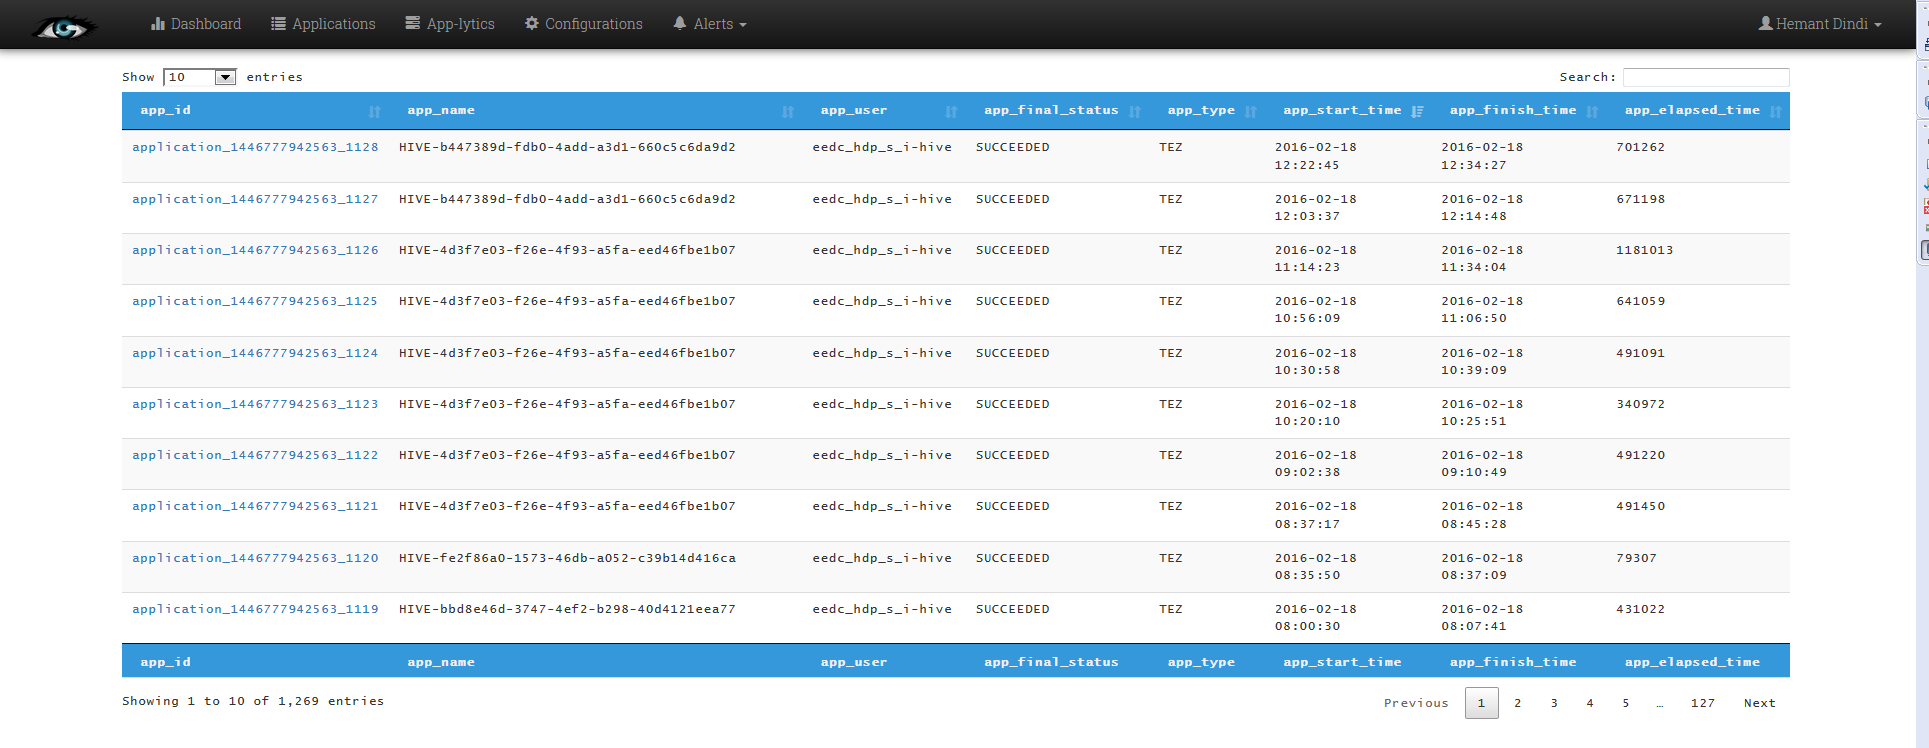 Dashboard Applications App-lytics Configurations Alerts Hemant Dindi
Show 10 entries Search:
app_id app_name app_user app_final_status app_type app_start_time app_finish_time app_elapsed_time
application_1446777942563_1128 HIVE-b447389d-fdb0-4add-a3d1-660c5c6da9d2 eedc_hdp_s_i-hive SUCCEEDED TEZ 2016-02-18 2016-02-18 701262
12:22:45 12:34:27
application_1446777942563_1127 HIVE-b447389d-fdb0-4add-a3d1-660c5c6da9d2 eedc_hdp_s_i-hive SUCCEEDED TEZ 2016-02-18 2016-02-18 671198
12:03:37 12:14:48
application_1446777942563_1126 HIVE-4d3f7e03-f26e-4f93-a5fa-eed46fbe1b07 eedc_hdp_s_i-hive SUCCEEDED TEZ 2016-02-18 2016-02-18 1181013
11:14:23 11:34:04
application_1446777942563_1125 HIVE-4d3f7e03-f26e-4f93-a5fa-eed46fbe1b07 eedc_hdp_s_i-hive SUCCEEDED TEZ 2016-02-18 2016-02-18 641059
10:56:09 11:06:50
application_1446777942563_1124 HIVE-4d3f7e03-f26e-4f93-a5fa-eed46fbe1b07 eedc_hdp_s_i-hive SUCCEEDED TEZ 2016-02-18 2016-02-18 491091
10:30:58 10:39:09
application_1446777942563_1123 HIVE-4d3f7e03-f26e-4f93-a5fa-eed46fbe1b07 eedc_hdp_s_i-hive SUCCEEDED TEZ 2016-02-18 2016-02-18 340972
10:20:10 10:25:51
application_1446777942563_1122 HIVE-4d3f7e03-f26e-4f93-a5fa-eed46fbe1b07 eedc_hdp_s_i-hive SUCCEEDED TEZ 2016-02-18 2016-02-18 491220
09:02:38 09:10:49
application_1446777942563_1121 HIVE-4d3f7e03-f26e-4f93-a5fa-eed46fbe1b07 eedc_hdp_s_i-hive SUCCEEDED TEZ 2016-02-18 2016-02-18 491450
08:37:17 08:45:28
application_1446777942563_1120 HIVE-fe2f86a0-1573-46db-a052-c39b14d416ca eedc_hdp_s_i-hive SUCCEEDED TEZ 2016-02-18 2016-02-18 79307
08:35:50 08:37:09
application_1446777942563_1119 HIVE-bbd8e46d-3747-4ef2-b298-40d4121eea77 eedc_hdp_s_i-hive SUCCEEDED TEZ 2016-02-18 2016-02-18 431022
08:00:30 08:07:41
app_id app_name app_user app_final_status app_type app_start_time app_finish_time app_elapsed_time
Showing 1 to 10 of 1,269 entries Previous 1 2 3 4 5 … 127 Next